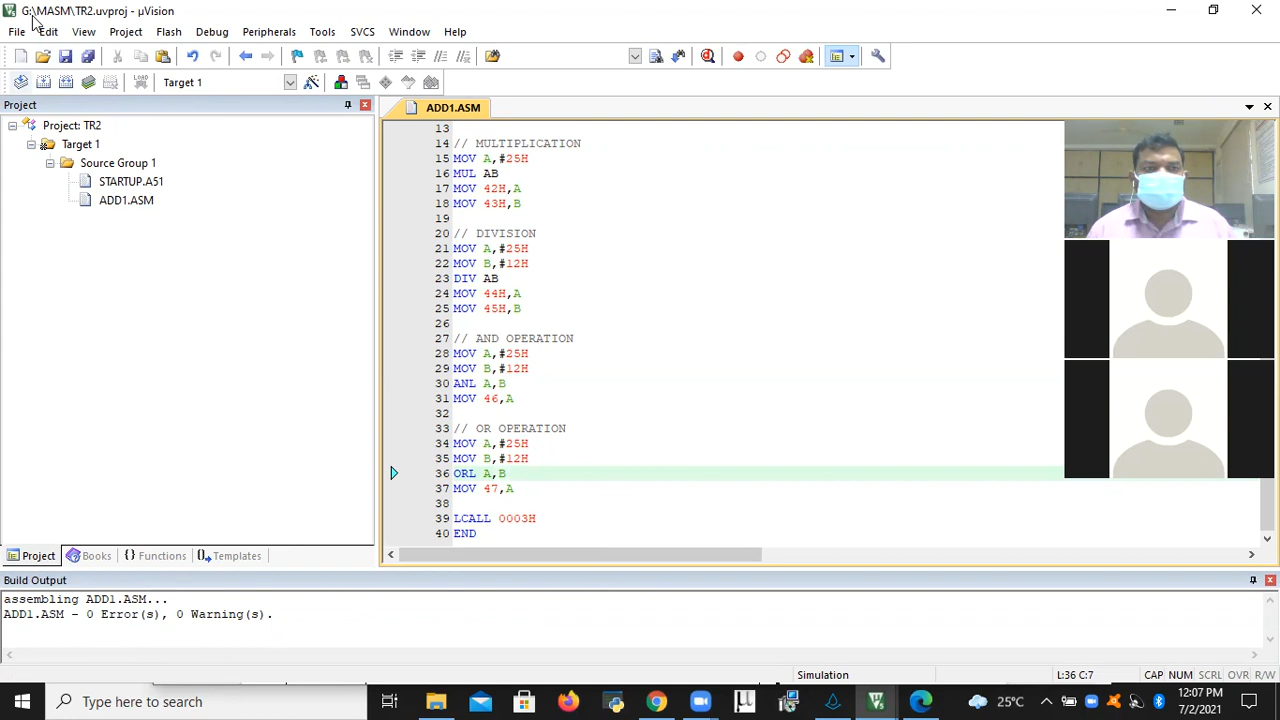 G:\MASM\TR2.uvproj - µVision
File Edit View Project Flash Debug Peripherals Tools SVCS Window Help
Target 1
Project
ADD1.ASM
Project: TR2
Target 1
Source Group 1
STARTUP.A51
ADD1.ASM
13
14 // MULTIPLICATION
15 MOV A,#25H
16 MUL AB
17 MOV 42H,A
18 MOV 43H,B
19
20 // DIVISION
21 MOV A,#25H
22 MOV B,#12H
23 DIV AB
24 MOV 44H,A
25 MOV 45H,B
26
27 // AND OPERATION
28 MOV A,#25H
29 MOV B,#12H
30 ANL A,B
31 MOV 46,A
32
33 // OR OPERATION
34 MOV A,#25H
35 MOV B,#12H
36 ORL A,B
37 MOV 47,A
38
39 LCALL 0003H
40 END
Project Books {} Functions Templates
Build Output
assembling ADD1.ASM...
ADD1.ASM - 0 Error(s), 0 Warning(s).
Simulation L:36 C:7 CAP NUM SCRL OVR R/W
Type here to search
25°C
12:07 PM
7/2/2021